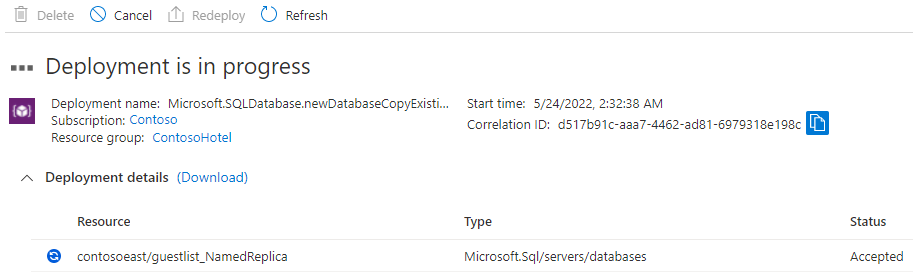 Delete Cancel Redeploy Refresh
Deployment is in progress
Deployment name: Microsoft.SQLDatabase.newDatabaseCopyExisti... Start time: 5/24/2022, 2:32:38 AM
Subscription: Contoso Correlation ID: d517b91c-aaa7-4462-ad81-6979318e198c
Resource group: ContosoHotel
Deployment details (Download)
Resource Type Status
contosoeast/guestlist_NamedReplica Microsoft.Sql/servers/databases Accepted